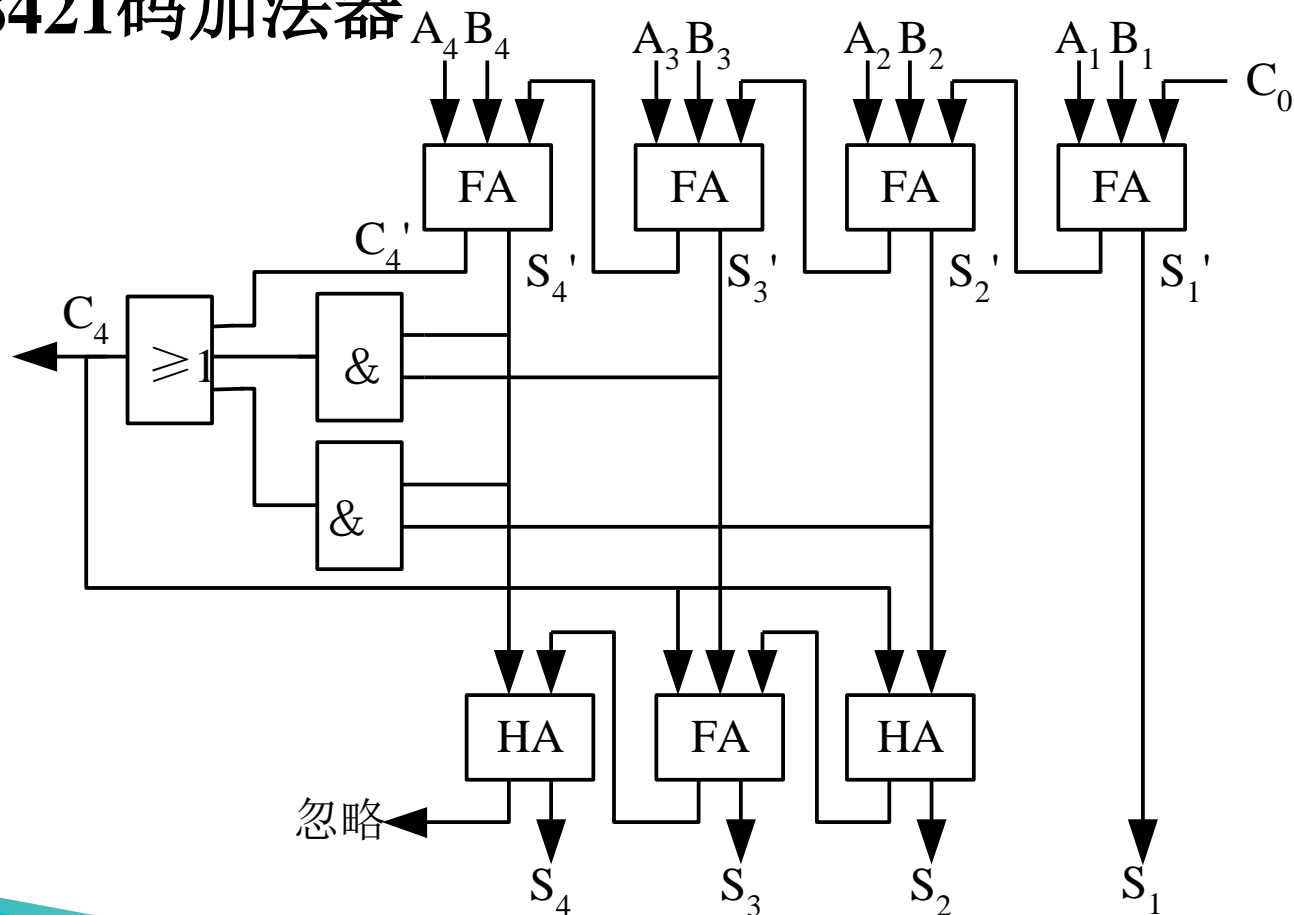 8421码加法器
A₄ B₄ A₃ B₃ A₂ B₂ A₁ B₁ C₀
FA FA FA FA
C₄' S₄' S₃' S₂' S₁'
C₄
≥1 &
&
HA FA HA
忽略
S₄ S₃ S₂ S₁